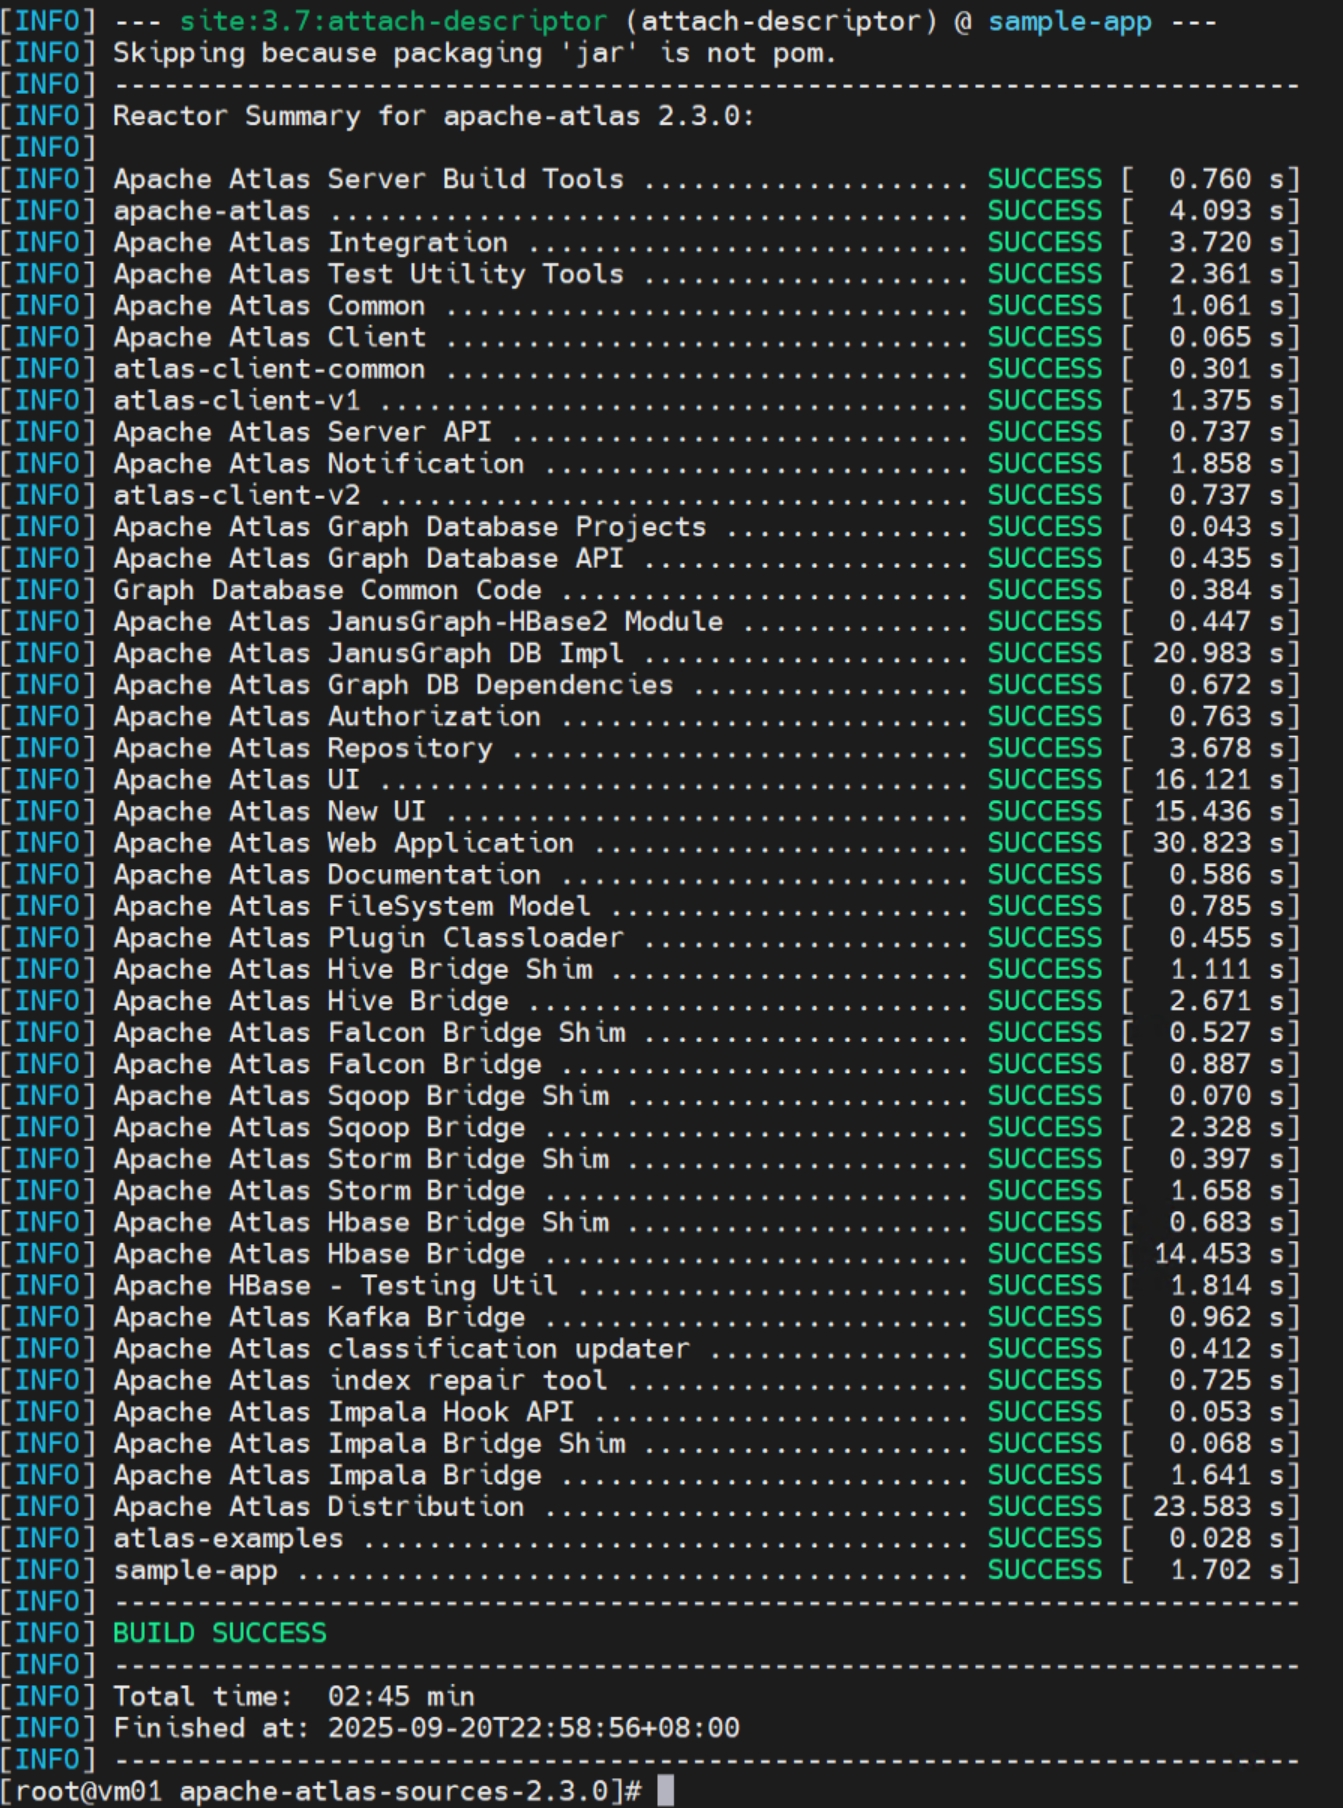 [INFO] --- site:3.7:attach-descriptor (attach-descriptor) @ sample-app ---
[INFO] Skipping because packaging 'jar' is not pom.
[INFO] ------------------------------------------------------------------------
[INFO] Reactor Summary for apache-atlas 2.3.0:
[INFO]
[INFO] Apache Atlas Server Build Tools .................... SUCCESS [  0.760 s]
[INFO] apache-atlas ....................................... SUCCESS [  4.093 s]
[INFO] Apache Atlas Integration ........................... SUCCESS [  3.720 s]
[INFO] Apache Atlas Test Utility Tools .................... SUCCESS [  2.361 s]
[INFO] Apache Atlas Common ................................ SUCCESS [  1.061 s]
[INFO] Apache Atlas Client ................................ SUCCESS [  0.065 s]
[INFO] atlas-client-common ................................ SUCCESS [  0.301 s]
[INFO] atlas-client-v1 .................................... SUCCESS [  1.375 s]
[INFO] Apache Atlas Server API ............................ SUCCESS [  0.737 s]
[INFO] Apache Atlas Notification .......................... SUCCESS [  1.858 s]
[INFO] atlas-client-v2 .................................... SUCCESS [  0.737 s]
[INFO] Apache Atlas Graph Database Projects ............... SUCCESS [  0.043 s]
[INFO] Apache Atlas Graph Database API .................... SUCCESS [  0.435 s]
[INFO] Graph Database Common Code ......................... SUCCESS [  0.384 s]
[INFO] Apache Atlas JanusGraph-HBase2 Module .............. SUCCESS [  0.447 s]
[INFO] Apache Atlas JanusGraph DB Impl .................... SUCCESS [ 20.983 s]
[INFO] Apache Atlas Graph DB Dependencies ................. SUCCESS [  0.672 s]
[INFO] Apache Atlas Authorization ......................... SUCCESS [  0.763 s]
[INFO] Apache Atlas Repository ............................ SUCCESS [  3.678 s]
[INFO] Apache Atlas UI .................................... SUCCESS [ 16.121 s]
[INFO] Apache Atlas New UI ................................ SUCCESS [ 15.436 s]
[INFO] Apache Atlas Web Application ....................... SUCCESS [ 30.823 s]
[INFO] Apache Atlas Documentation ......................... SUCCESS [  0.586 s]
[INFO] Apache Atlas FileSystem Model ...................... SUCCESS [  0.785 s]
[INFO] Apache Atlas Plugin Classloader .................... SUCCESS [  0.455 s]
[INFO] Apache Atlas Hive Bridge Shim ...................... SUCCESS [  1.111 s]
[INFO] Apache Atlas Hive Bridge ........................... SUCCESS [  2.671 s]
[INFO] Apache Atlas Falcon Bridge Shim .................... SUCCESS [  0.527 s]
[INFO] Apache Atlas Falcon Bridge ......................... SUCCESS [  0.887 s]
[INFO] Apache Atlas Sqoop Bridge Shim ..................... SUCCESS [  0.070 s]
[INFO] Apache Atlas Sqoop Bridge .......................... SUCCESS [  2.328 s]
[INFO] Apache Atlas Storm Bridge Shim ..................... SUCCESS [  0.397 s]
[INFO] Apache Atlas Storm Bridge .......................... SUCCESS [  1.658 s]
[INFO] Apache Atlas Hbase Bridge Shim ..................... SUCCESS [  0.683 s]
[INFO] Apache Atlas Hbase Bridge .......................... SUCCESS [ 14.453 s]
[INFO] Apache HBase - Testing Util ........................ SUCCESS [  1.814 s]
[INFO] Apache Atlas Kafka Bridge .......................... SUCCESS [  0.962 s]
[INFO] Apache Atlas classification updater ................ SUCCESS [  0.412 s]
[INFO] Apache Atlas index repair tool ..................... SUCCESS [  0.725 s]
[INFO] Apache Atlas Impala Hook API ....................... SUCCESS [  0.053 s]
[INFO] Apache Atlas Impala Bridge Shim .................... SUCCESS [  0.068 s]
[INFO] Apache Atlas Impala Bridge ......................... SUCCESS [  1.641 s]
[INFO] Apache Atlas Distribution .......................... SUCCESS [ 23.583 s]
[INFO] atlas-examples ..................................... SUCCESS [  0.028 s]
[INFO] sample-app ......................................... SUCCESS [  1.702 s]
[INFO] ------------------------------------------------------------------------
[INFO] BUILD SUCCESS
[INFO] ------------------------------------------------------------------------
[INFO] Total time:  02:45 min
[INFO] Finished at: 2025-09-20T22:58:56+08:00
[INFO] ------------------------------------------------------------------------
[root@vm01 apache-atlas-sources-2.3.0]#